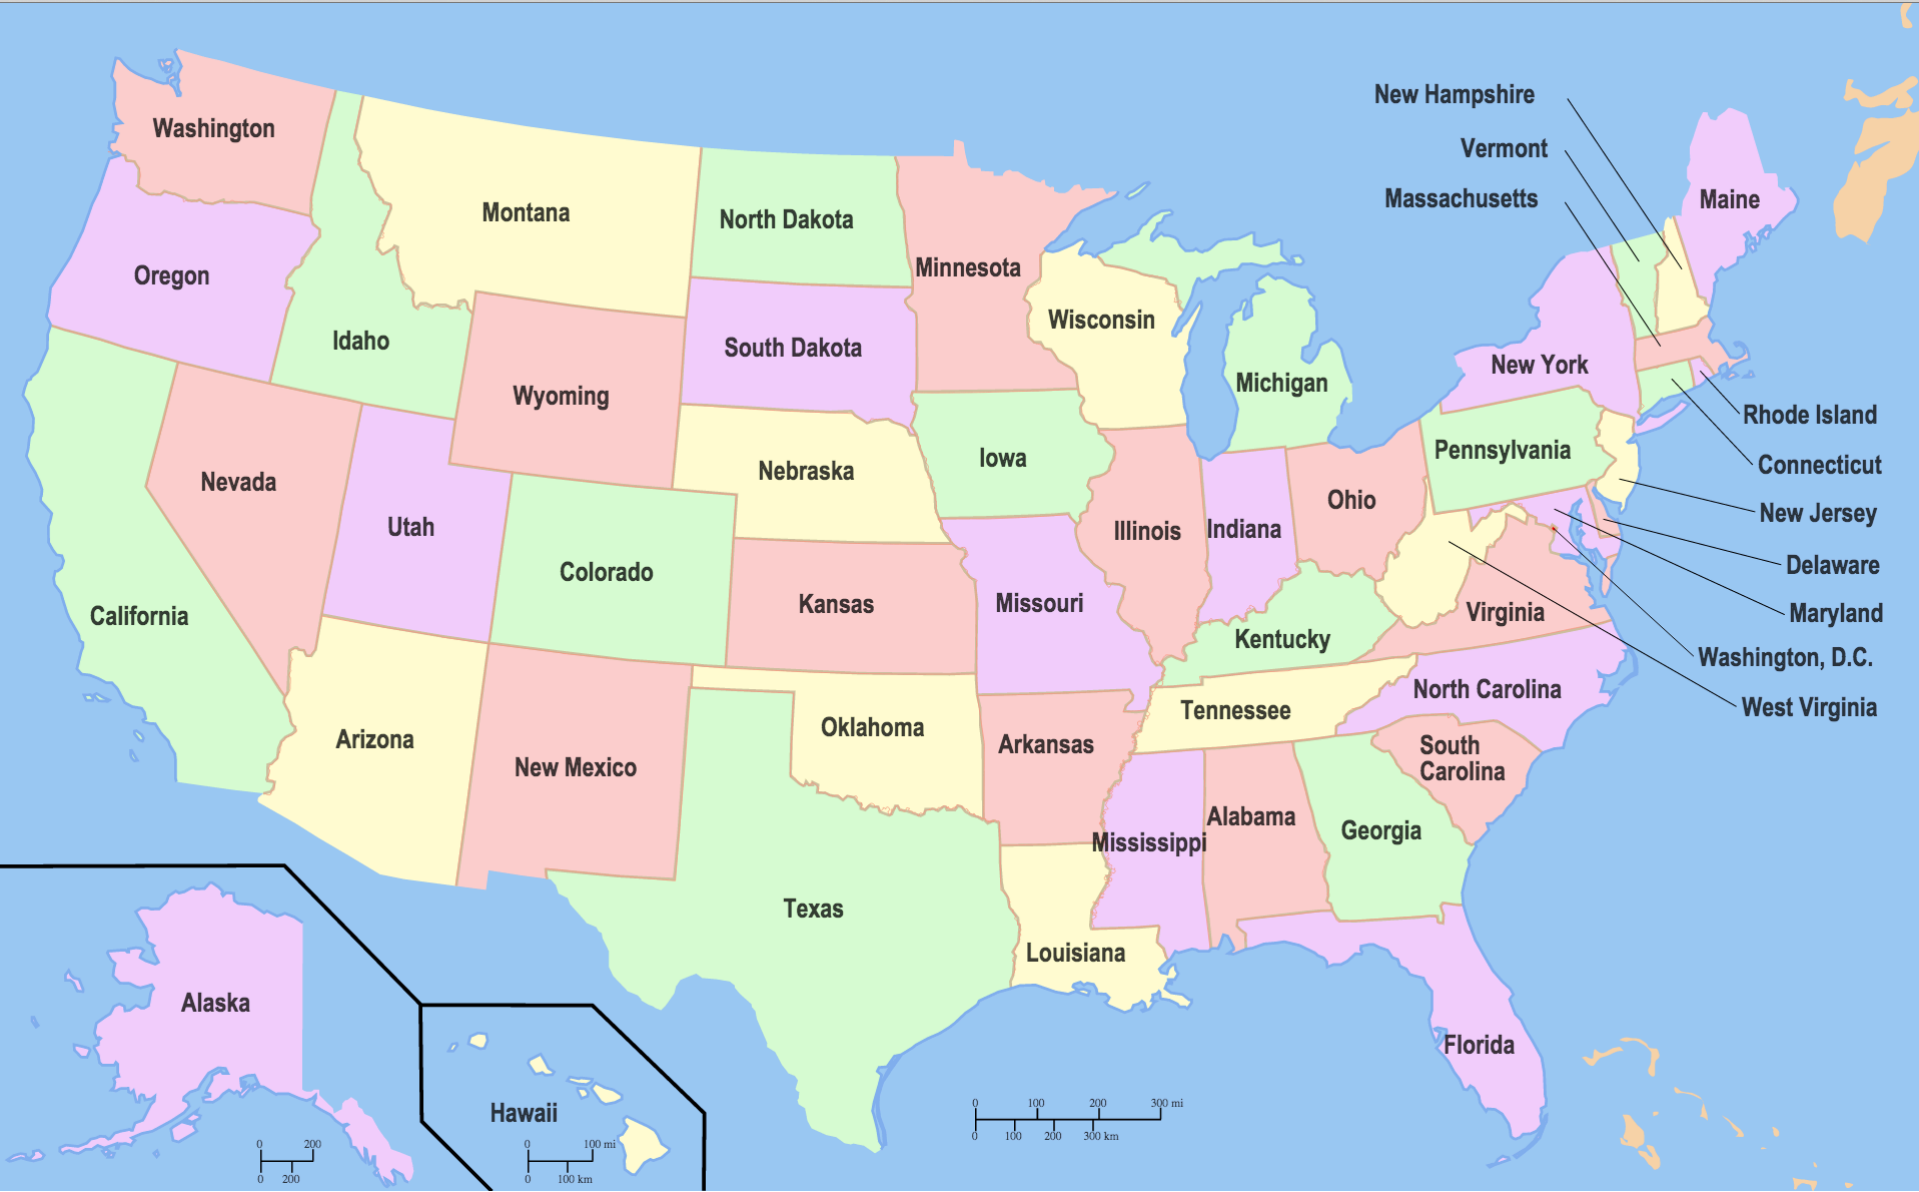 New Hampshire
Vermont
Massachusetts
Washington
Maine
Montana
North Dakota
Minnesota
Oregon
Idaho
Wisconsin
South Dakota
New York
Michigan
Wyoming
Rhode Island
Pennsylvania
Iowa
Connecticut
Nebraska
Nevada
Ohio
New Jersey
Utah
Illinois
Indiana
Colorado
Delaware
Kansas
Missouri
California
Virginia
Maryland
Kentucky
Washington, D.C.
North Carolina
West Virginia
Tennessee
Oklahoma
Arizona
Arkansas
South
Carolina
New Mexico
Alabama
Georgia
Mississippi
Texas
Louisiana
Alaska
Florida
Hawaii
0 100 200 300 mi
0 100 200 300 km
0 200
0 200
0 100 mi
0 100 km